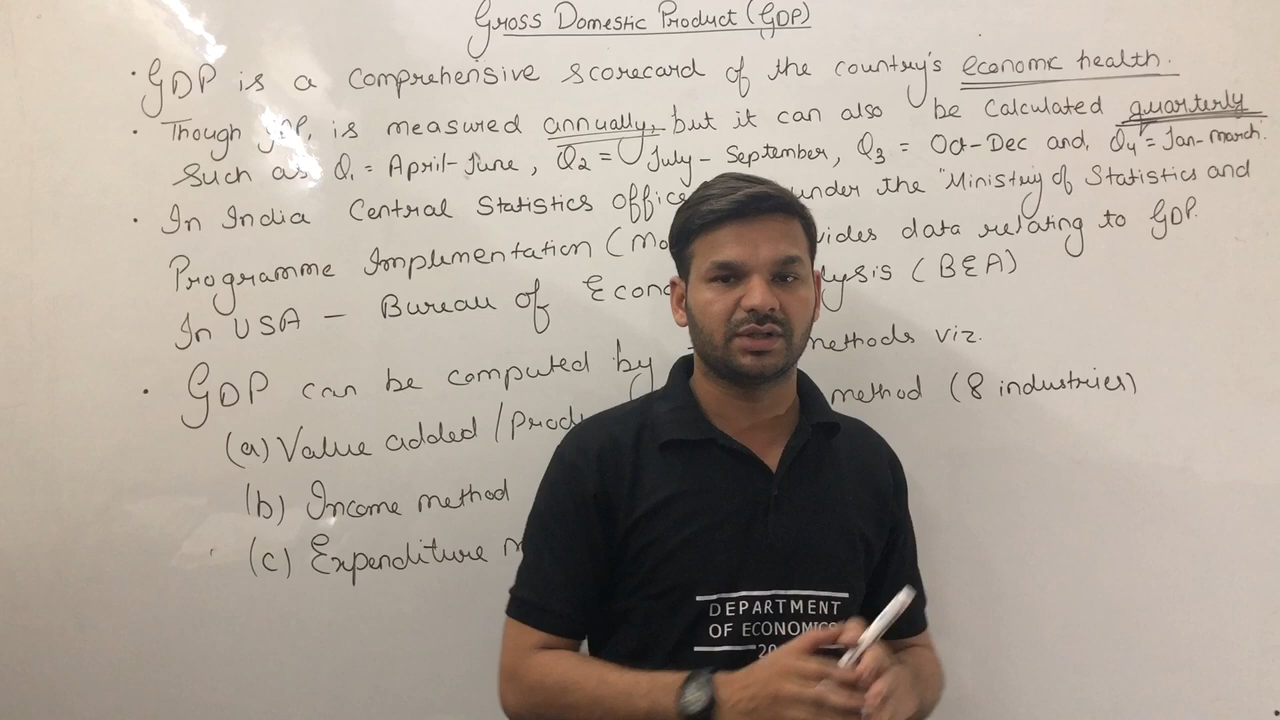 Gross Domestic Product (GDP)
· GDP is a comprehensive scorecard of the country's economic health.
· Though GDP, is measured annually, but it can also be calculated quarterly
Such as Q1 = April-June, Q2 = July - September, Q3 = Oct-Dec and, Q4 = Jan-march.
· In India Central Statistics office under the "Ministry of Statistics and
Programme Implementation (Mo vides data relating to GDP.
In USA - Bureau of Econo lysis (BEA)
· GDP can be computed by methods viz.
(a) Value added / Produ method (8 industries)
(b) Income method
(c) Expenditure m
DEPARTMENT
OF ECONOMICS
20